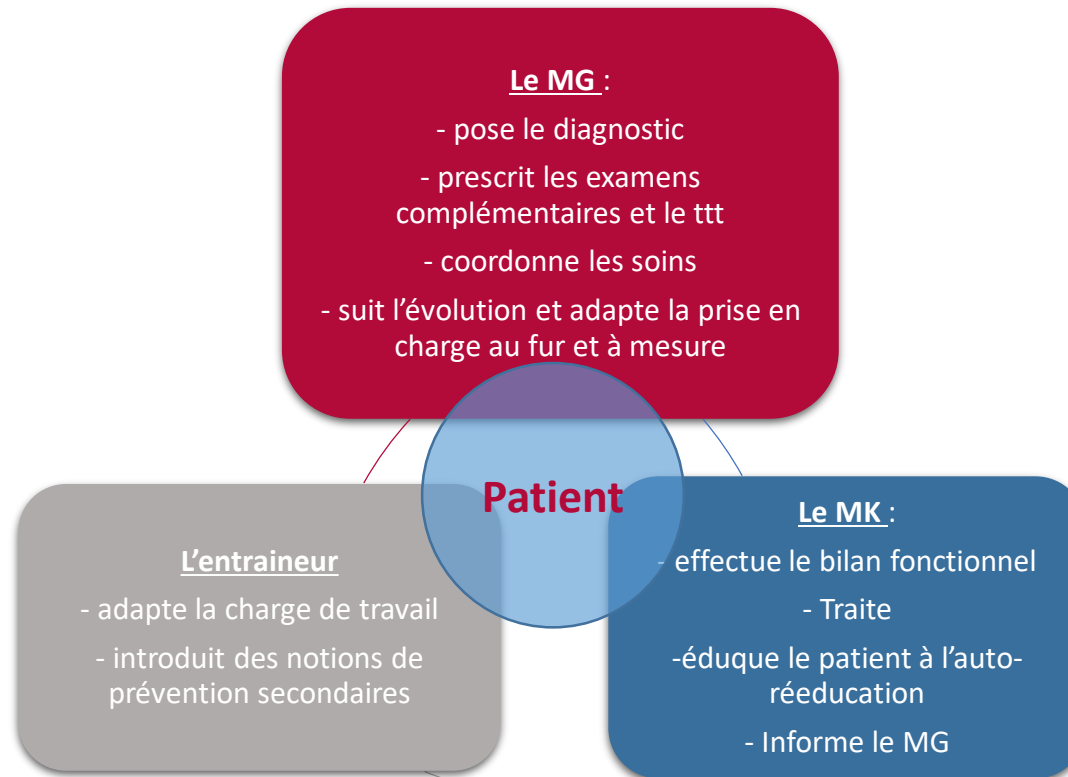 Le MG :
- pose le diagnostic
- prescrit les examens
complémentaires et le ttt
- coordonne les soins
- suit l’évolution et adapte la prise en
charge au fur et à mesure
Patient
L’entraineur
- adapte la charge de travail
- introduit des notions de
prévention secondaires
Le MK :
- effectue le bilan fonctionnel
- Traite
-éduque le patient à l’auto-
réeducation
- Informe le MG